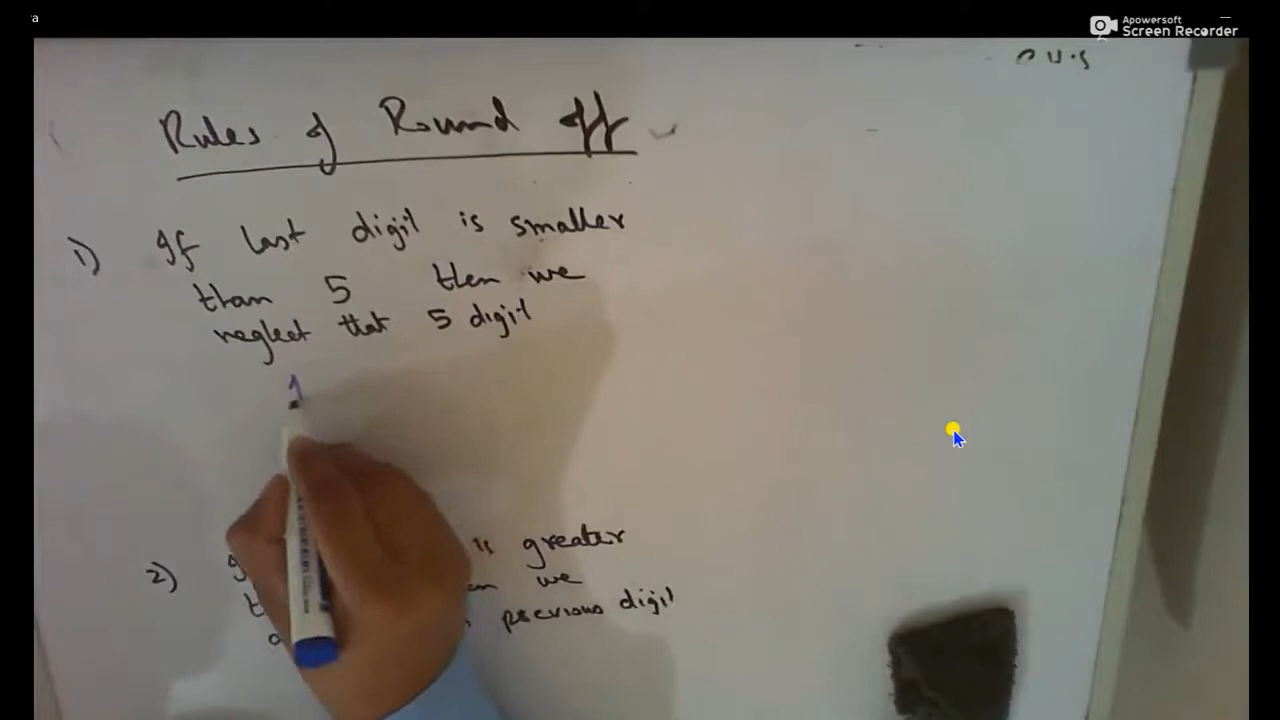 Apowersoft
Screen Recorder
Rules of Round off
1) If last digit is smaller
than 5 then we
neglect that 5 digit
2) is greater
we
previous digit